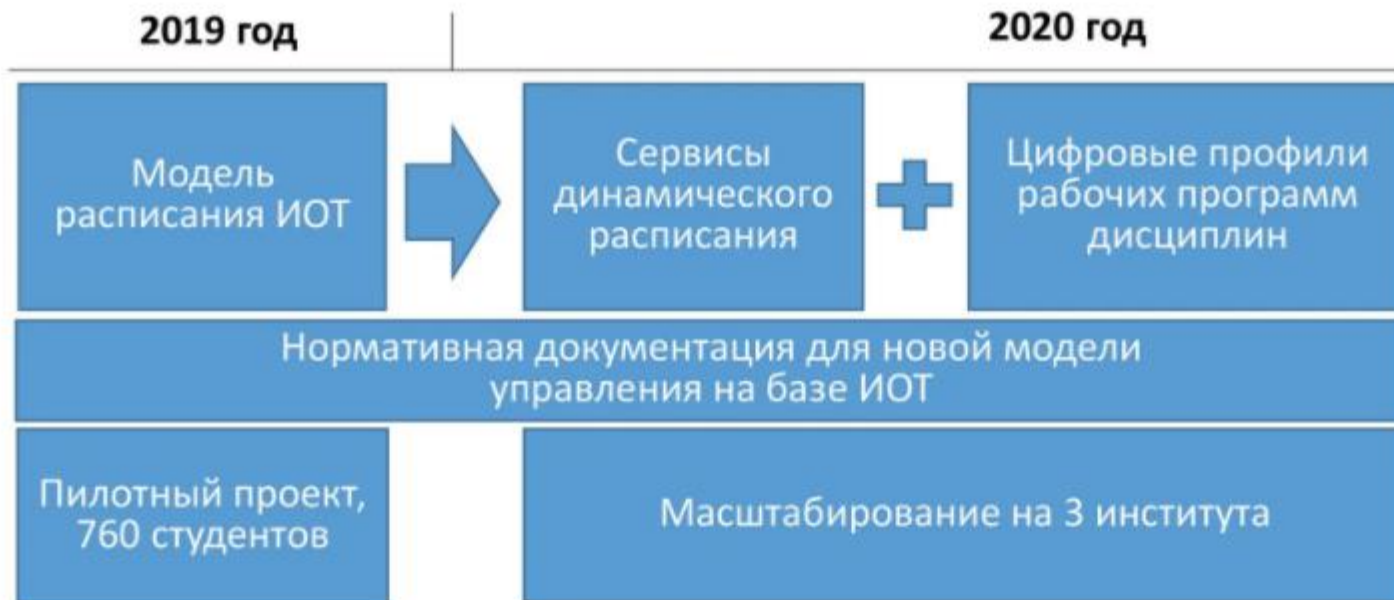 2019 год
2020 год
Модель
расписания ИОТ
Сервисы
динамического
расписания
Цифровые профили
рабочих программ
дисциплин
Нормативная документация для новой модели
управления на базе ИОТ
Пилотный проект,
760 студентов
Масштабирование на 3 института